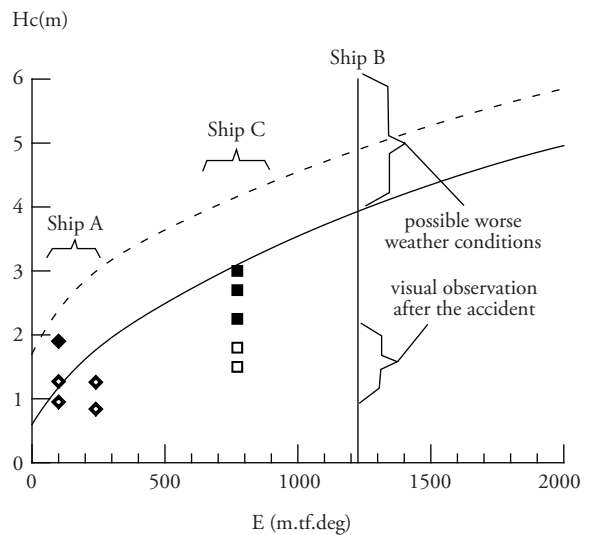 Hc(m)
Ship B
6
5
Ship C
4
Ship A
possible worse
weather conditions
3
visual observation
after the accident
2
1
0
0 500 1000 1500 2000
E (m.tf.deg)